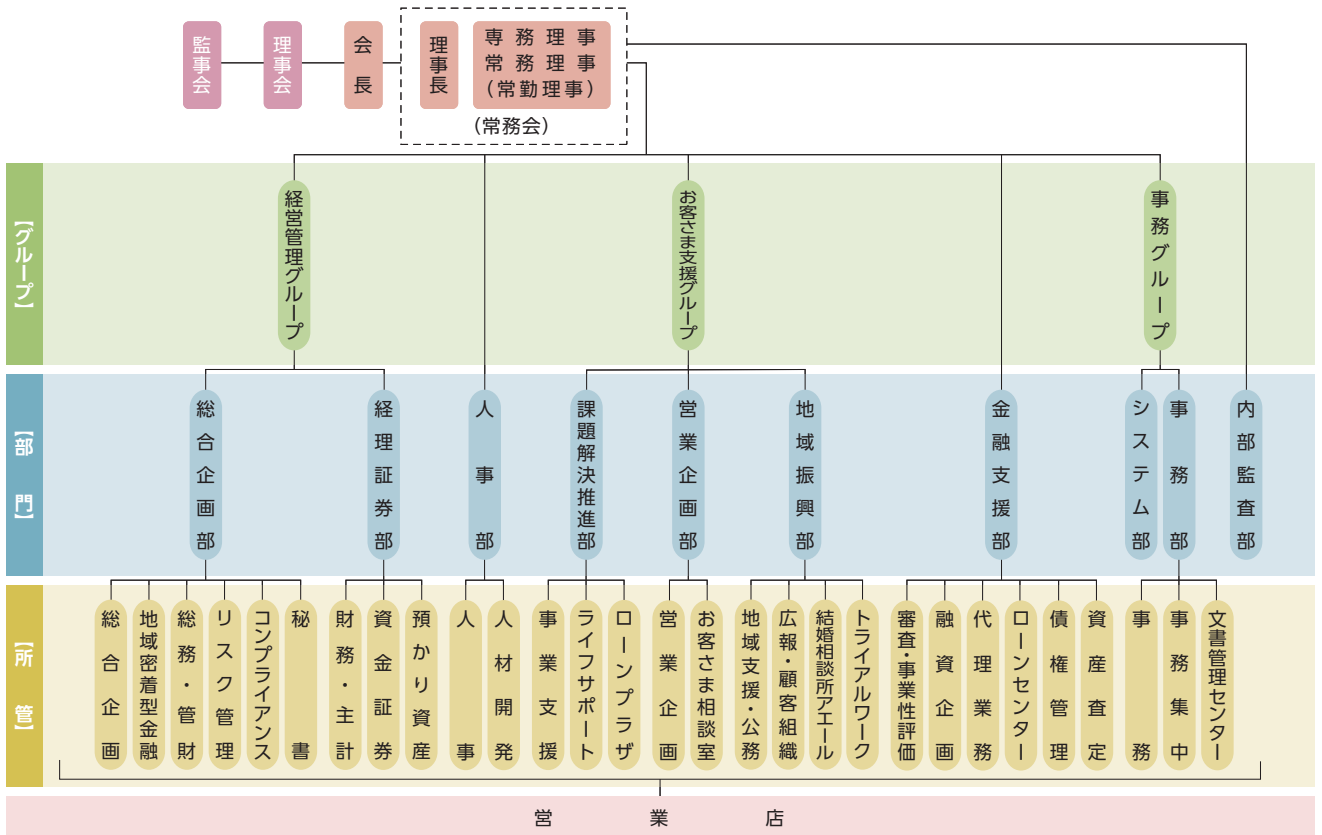 監事会
理事会
会長
理事長
専務理事
常務理事
(常勤理事)
(常務会)
【グループ】
経営管理グループ
お客さま支援グループ
事務グループ
【部門】
総合企画部
経理証券部
人事部
課題解決推進部
営業企画部
地域振興部
金融支援部
システム部
事務部
内部監査部
【所管】
総合企画
地域密着型金融
総務・管財
リスク管理
コンプライアンス
秘書
財務・主計
資金証券
預かり資産
人事
人材開発
事業支援
ライフサポート
ローンプラザ
営業企画
お客さま相談室
地域支援・公務
広報・顧客組織
結婚相談所アエール
トライアルワーク
審査・事業性評価
融資企画
代理業務
ローンセンター
債権管理
資産査定
事務
事務集中
文書管理センター
営業店